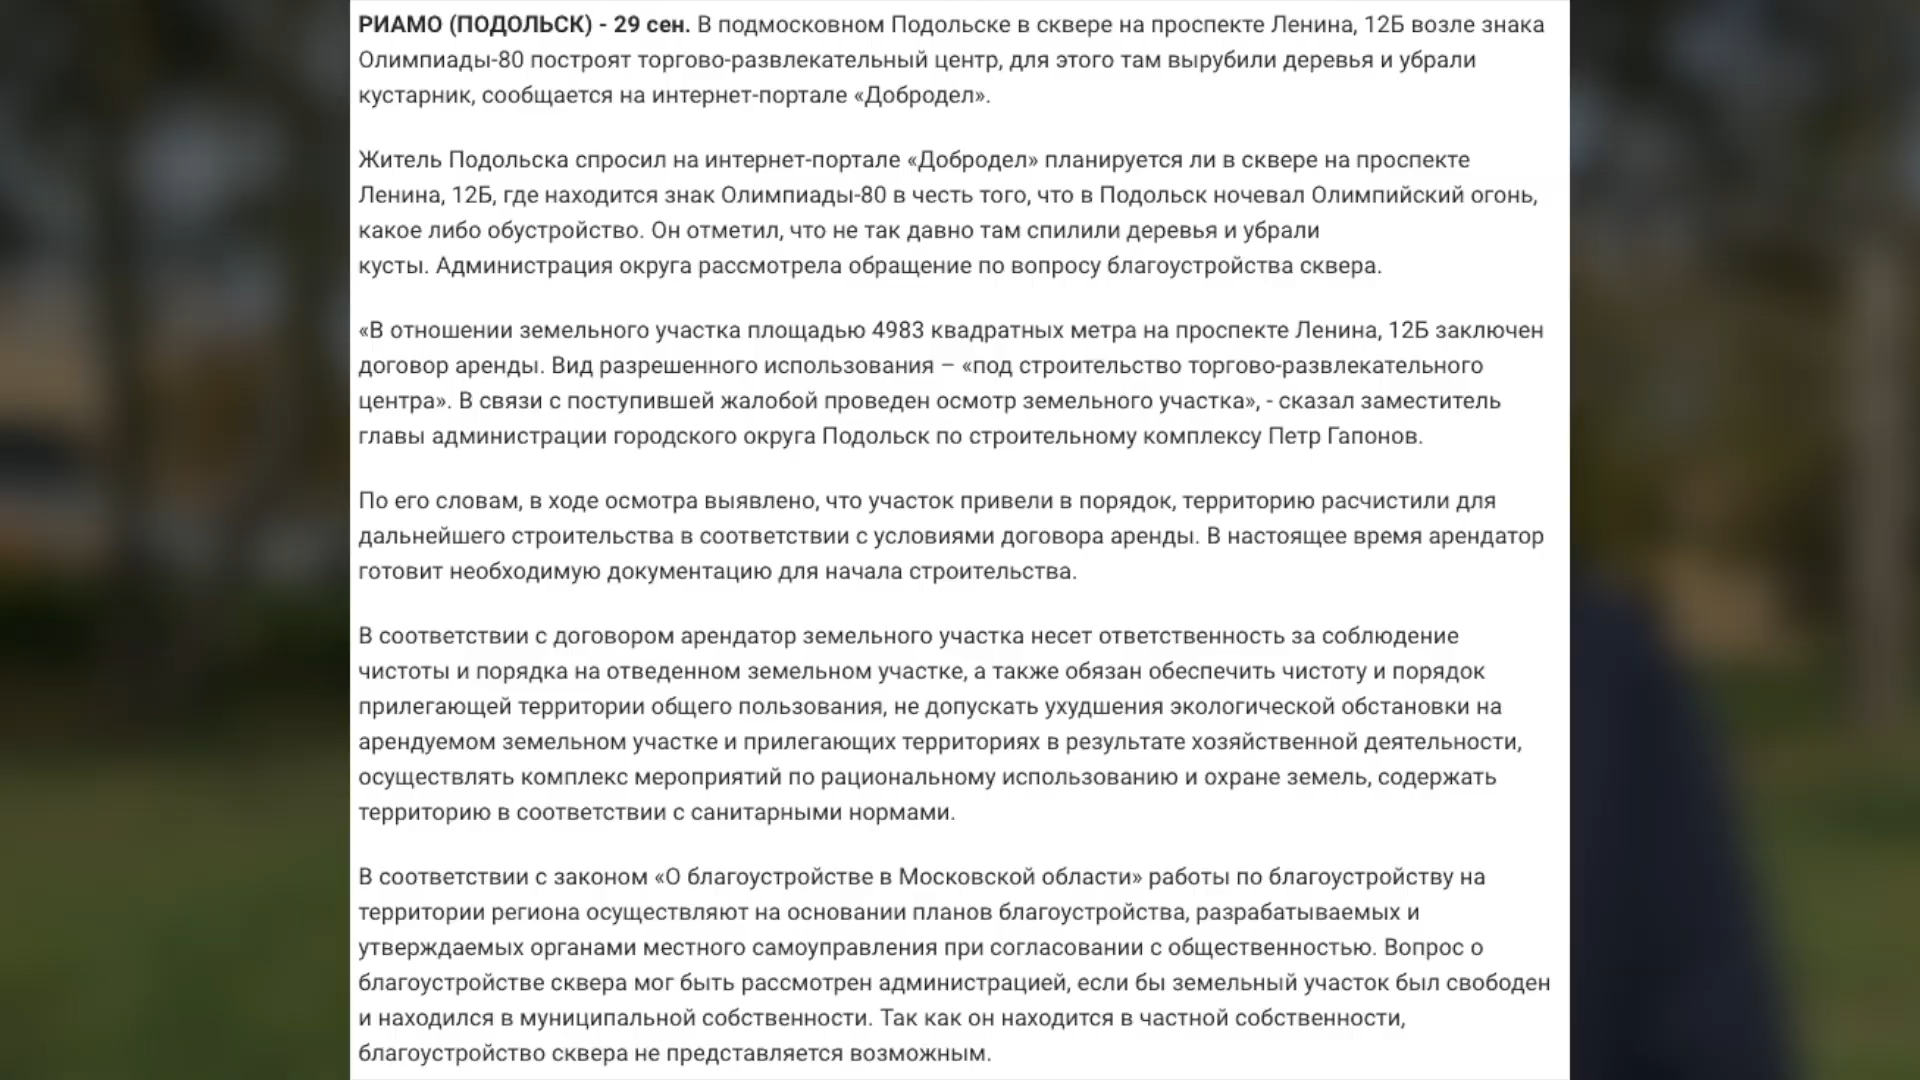 РИАМО (ПОДОЛЬСК) - 29 сен. В подмосковном Подольске в сквере на проспекте Ленина, 12Б возле знака
Олимпиады-80 построят торгово-развлекательный центр, для этого там вырубили деревья и убрали
кустарник, сообщается на интернет-портале «Добродел».
Житель Подольска спросил на интернет-портале «Добродел» планируется ли в сквере на проспекте
Ленина, 12Б, где находится знак Олимпиады-80 в честь того, что в Подольск ночевал Олимпийский огонь,
какое либо обустройство. Он отметил, что не так давно там спилили деревья и убрали
кусты. Администрация округа рассмотрела обращение по вопросу благоустройства сквера.
«В отношении земельного участка площадью 4983 квадратных метра на проспекте Ленина, 12Б заключен
договор аренды. Вид разрешенного использования – «под строительство торгово-развлекательного
центра». В связи с поступившей жалобой проведен осмотр земельного участка», - сказал заместитель
главы администрации городского округа Подольск по строительному комплексу Петр Гапонов.
По его словам, в ходе осмотра выявлено, что участок привели в порядок, территорию расчистили для
дальнейшего строительства в соответствии с условиями договора аренды. В настоящее время арендатор
готовит необходимую документацию для начала строительства.
В соответствии с договором арендатор земельного участка несет ответственность за соблюдение
чистоты и порядка на отведенном земельном участке, а также обязан обеспечить чистоту и порядок
прилегающей территории общего пользования, не допускать ухудшения экологической обстановки на
арендуемом земельном участке и прилегающих территориях в результате хозяйственной деятельности,
осуществлять комплекс мероприятий по рациональному использованию и охране земель, содержать
территорию в соответствии с санитарными нормами.
В соответствии с законом «О благоустройстве в Московской области» работы по благоустройству на
территории региона осуществляют на основании планов благоустройства, разрабатываемых и
утверждаемых органами местного самоуправления при согласовании с общественностью. Вопрос о
благоустройстве сквера мог быть рассмотрен администрацией, если бы земельный участок был свободен
и находился в муниципальной собственности. Так как он находится в частной собственности,
благоустройство сквера не представляется возможным.